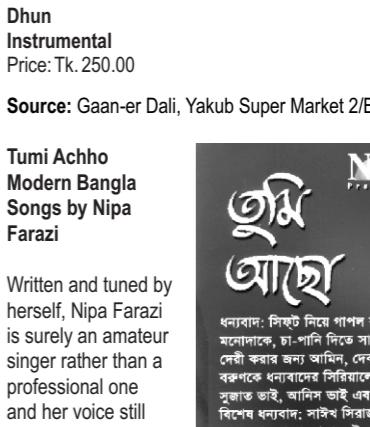 Dhun
Instrumental
Price: Tk. 250.00
Source: Gaan-er Dali, Yakub Super Market 2/
Tumi Achho
Modern Bangla
Songs by Nipa
Farazi
Written and tuned by
herself, Nipa Farazi
is surely an amateur
singer rather than a
professional one
and her voice still
তুমি
আছো
ধন্যবাদ: সিফ্ট নিয়ে গাপল
মনোদাকে, চা-পানি দিতে
দেরী করার জন্য আমিন,
বরুণকে ধন্যবাদের
সুজাত ভাই, আনিস ভাই
বিশেষ ধন্যবাদ: সাঈখ